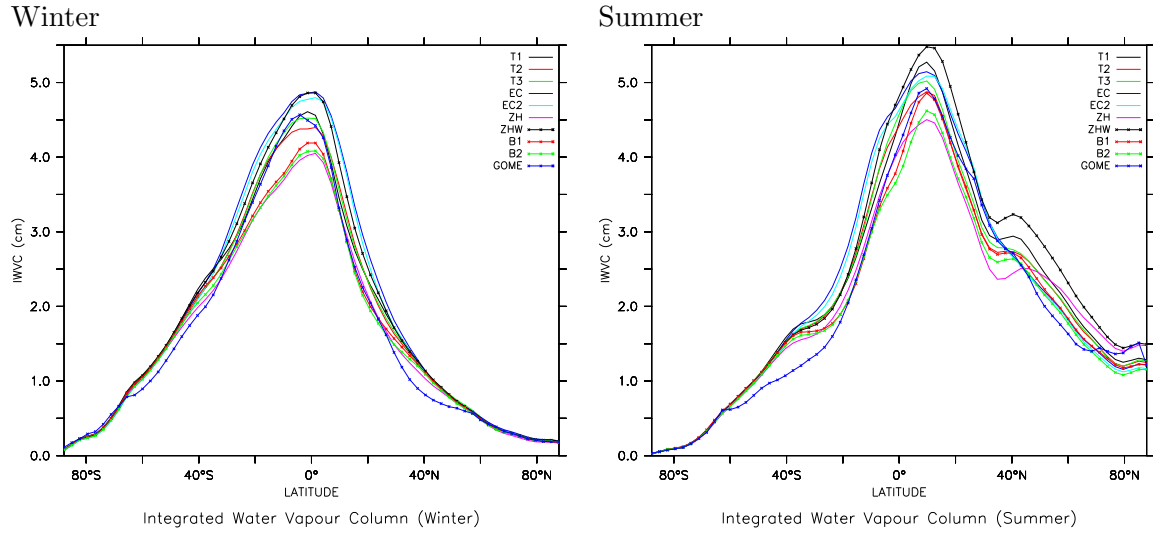 Winter
Summer
T1
T2
T3
EC
EC2
ZH
ZHW
B1
B2
GOME
5.0
4.0
3.0
2.0
1.0
0.0
IWVC (cm)
80°S 40°S 0° 40°N 80°N
LATITUDE
Integrated Water Vapour Column (Winter)
T1
T2
T3
EC
EC2
ZH
ZHW
B1
B2
GOME
5.0
4.0
3.0
2.0
1.0
0.0
IWVC (cm)
80°S 40°S 0° 40°N 80°N
LATITUDE
Integrated Water Vapour Column (Summer)